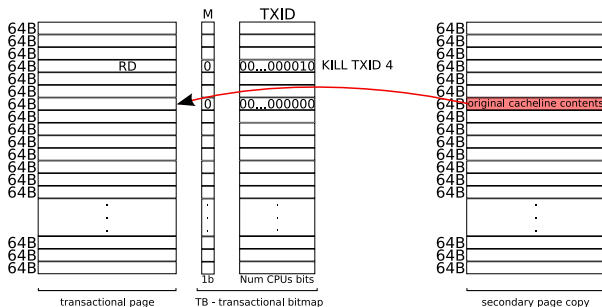 M TXID
64B 64B
64B 64B
64B 64B
64B RD 0 00...000010 KILL TXID 4 64B
64B 64B
64B 64B
64B 0 00...000000 64B original cacheline contents
64B 64B
64B 64B
64B 64B
64B 64B
64B 64B
64B 64B
64B 64B
64B 64B
64B 64B
64B 64B
1b Num CPUs bits
transactional page TB - transactional bitmap secondary page copy